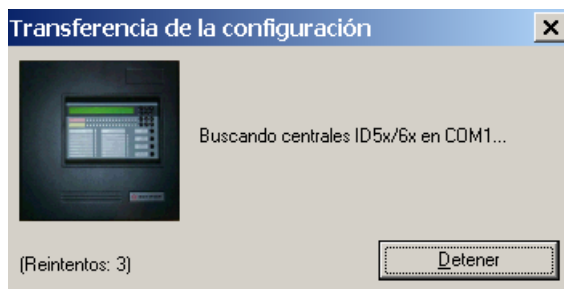 Transferencia de la configuración
Buscando centrales ID5x/6x en COM1...
(Reintentos: 3)
Detener